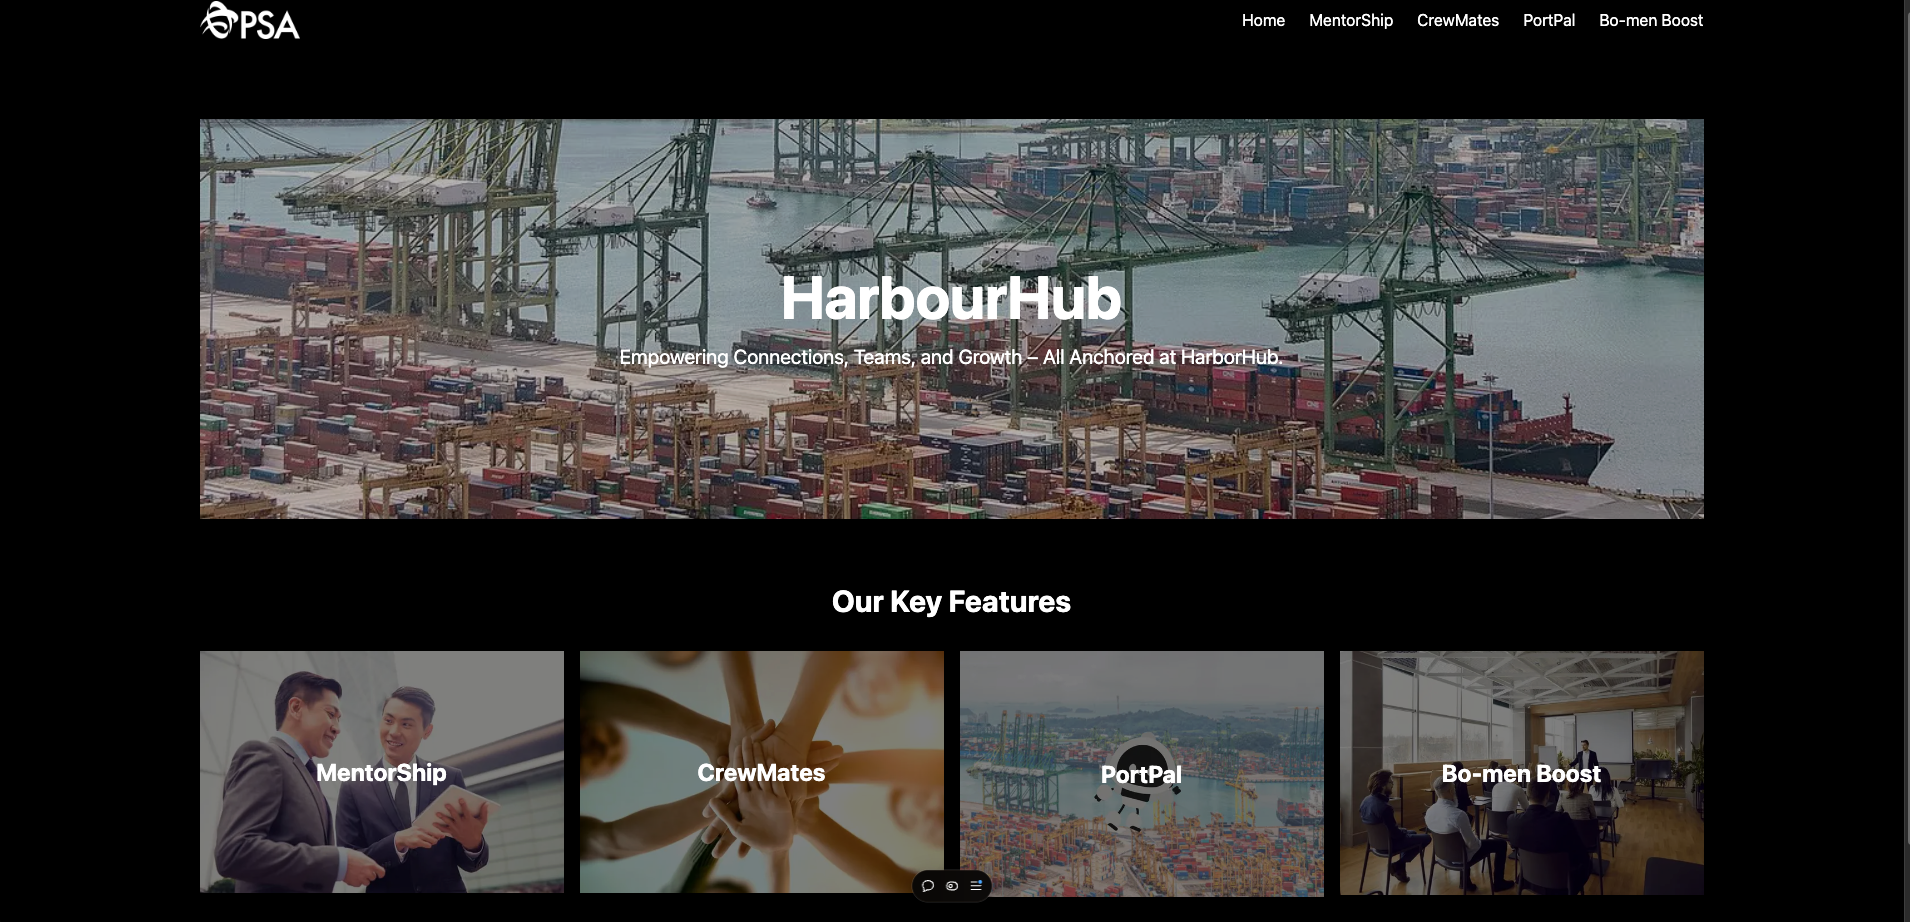 PSA
Home MentorShip CrewMates PortPal Bo-men Boost
HarbourHub
Empowering Connections, Teams, and Growth – All Anchored at HarborHub.
Our Key Features
MentorShip
CrewMates
PortPal
Bo-men Boost